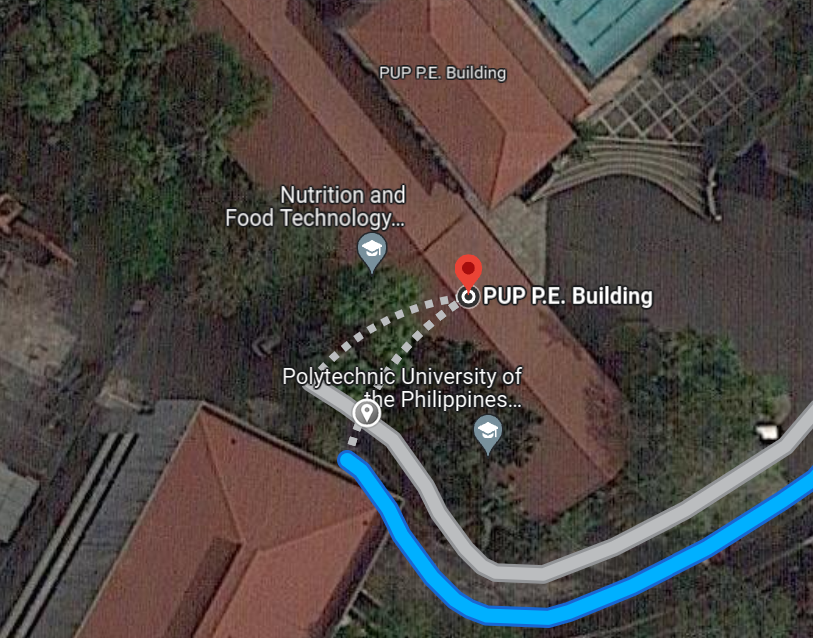 PUP P.E. Building
Nutrition and
Food Technology...
PUP P.E. Building
Polytechnic University of
the Philippines...